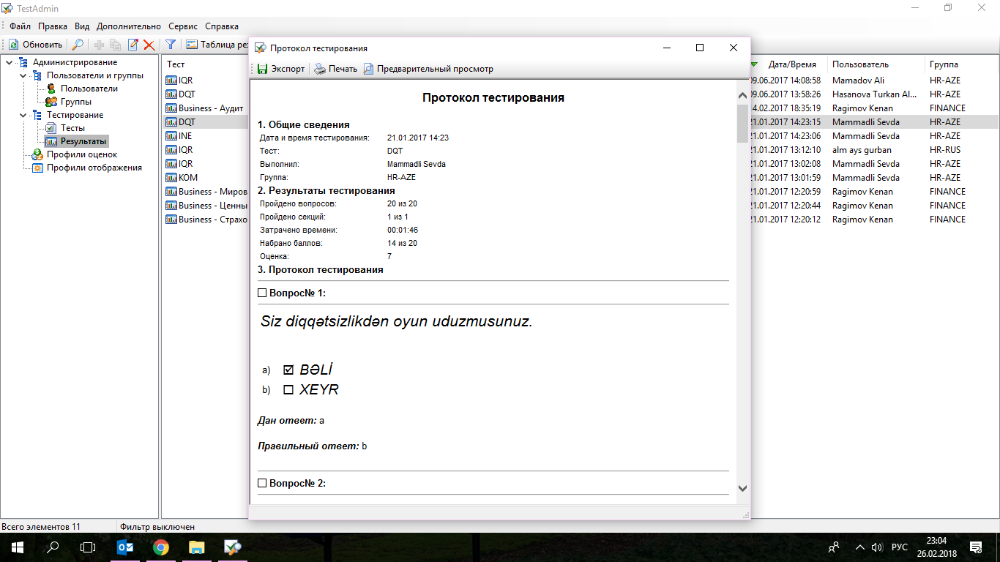 TestAdmin
Файл Правка Вид Дополнительно Сервис Справка
Обновить Таблица рез
Администрирование
Пользователи и группы
Пользователи
Группы
Тестирование
Тесты
Результаты
Профили оценок
Профили отображения
Тест
IQR
DQT
Business - Аудит
DQT
INE
IQR
IQR
KOM
Business - Миров
Business - Ценны
Business - Страхо
Протокол тестирования
Экспорт Печать Предварительный просмотр
Протокол тестирования
1. Общие сведения
Дата и время тестирования: 21.01.2017 14:23
Тест: DQT
Выполнил: Mammadli Sevda
Группа: HR-AZE
2. Результаты тестирования
Пройдено вопросов: 20 из 20
Пройдено секций: 1 из 1
Затрачено времени: 00:01:46
Набрано баллов: 14 из 20
Оценка: 7
3. Протокол тестирования
Вопрос№ 1:
Siz diqqətsizlikdən oyun uduzmusunuz.
a) BƏLİ
b) XEYR
Дан ответ: a
Правильный ответ: b
Вопрос№ 2:
Дата/Время Пользователь Группа
09.06.2017 14:08:58 Mamadov Ali HR-AZE
09.06.2017 13:58:26 Hasanova Turkan Al... HR-AZE
4.02.2017 18:35:19 Ragimov Kenan FINANCE
21.01.2017 14:23:15 Mammadli Sevda HR-AZE
21.01.2017 14:23:06 Mammadli Sevda HR-AZE
21.01.2017 13:12:10 alm ays gurban HR-RUS
21.01.2017 13:02:08 Mammadli Sevda HR-AZE
21.01.2017 13:01:59 Mammadli Sevda HR-AZE
21.01.2017 12:20:59 Ragimov Kenan FINANCE
21.01.2017 12:20:44 Ragimov Kenan FINANCE
21.01.2017 12:20:12 Ragimov Kenan FINANCE
Всего элементов 11 Фильтр выключен
РУС
23:04
26.02.2018